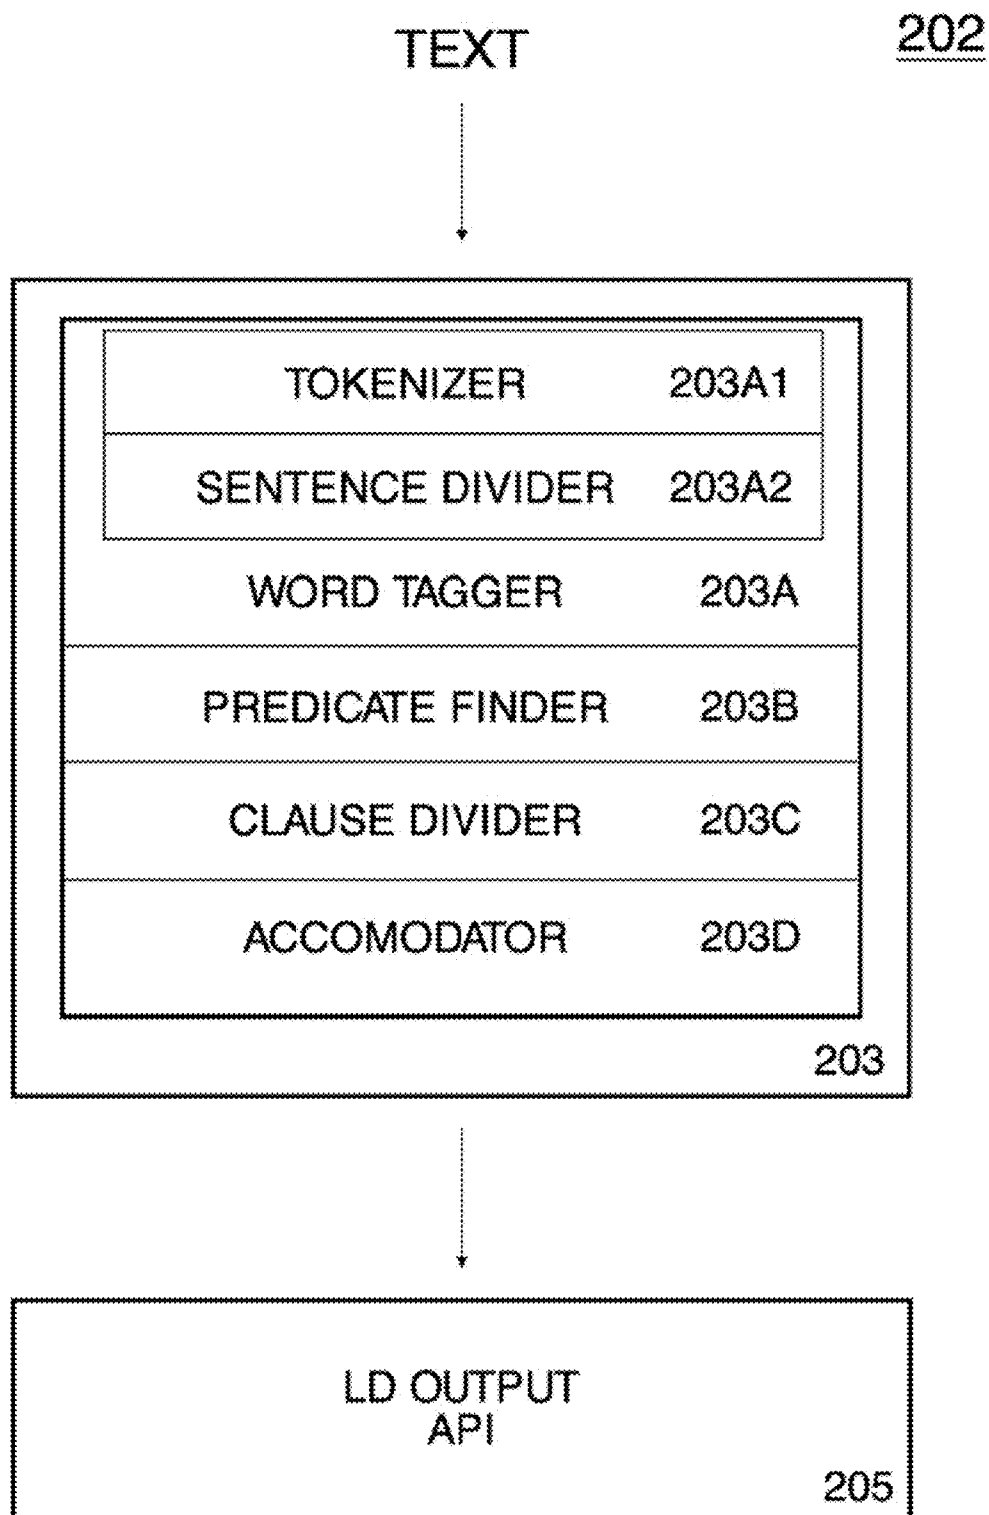 TEXT 202
TOKENIZER 203A1
SENTENCE DIVIDER 203A2
WORD TAGGER 203A
PREDICATE FINDER 203B
CLAUSE DIVIDER 203C
ACCOMODATOR 203D
203
LD OUTPUT
API
205